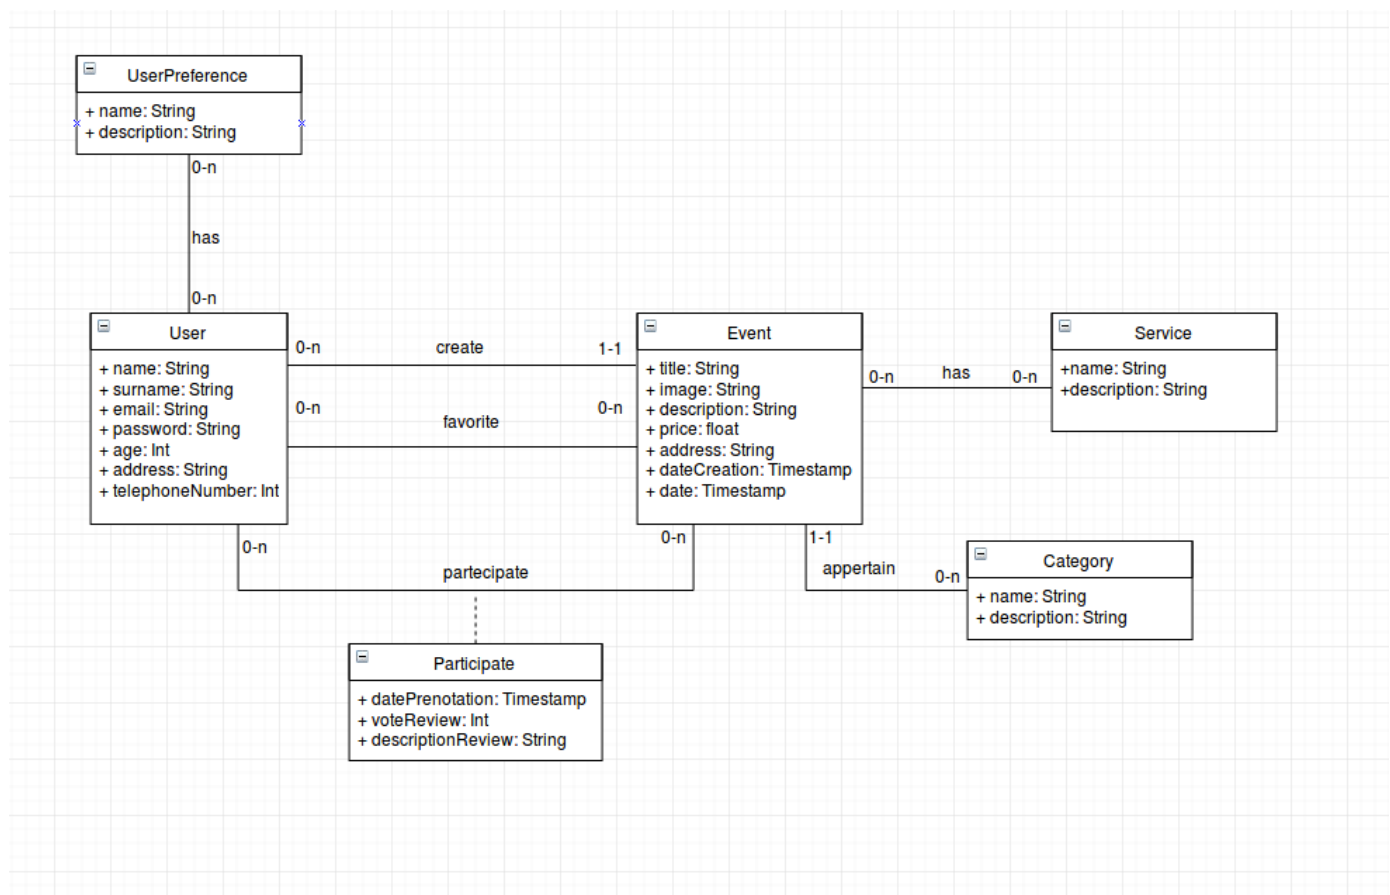 UserPreference
+ name: String
+ description: String
0-n
has
0-n
User
+ name: String
+ surname: String
+ email: String
+ password: String
+ age: Int
+ address: String
+ telephoneNumber: Int
0-n
create
1-1
0-n
favorite
0-n
Event
+ title: String
+ image: String
+ description: String
+ price: float
+ address: String
+ dateCreation: Timestamp
+ date: Timestamp
0-n
has
0-n
Service
+name: String
+description: String
0-n
partecipate
0-n
1-1
appertain
0-n
Category
+ name: String
+ description: String
Participate
+ datePrenotation: Timestamp
+ voteReview: Int
+ descriptionReview: String